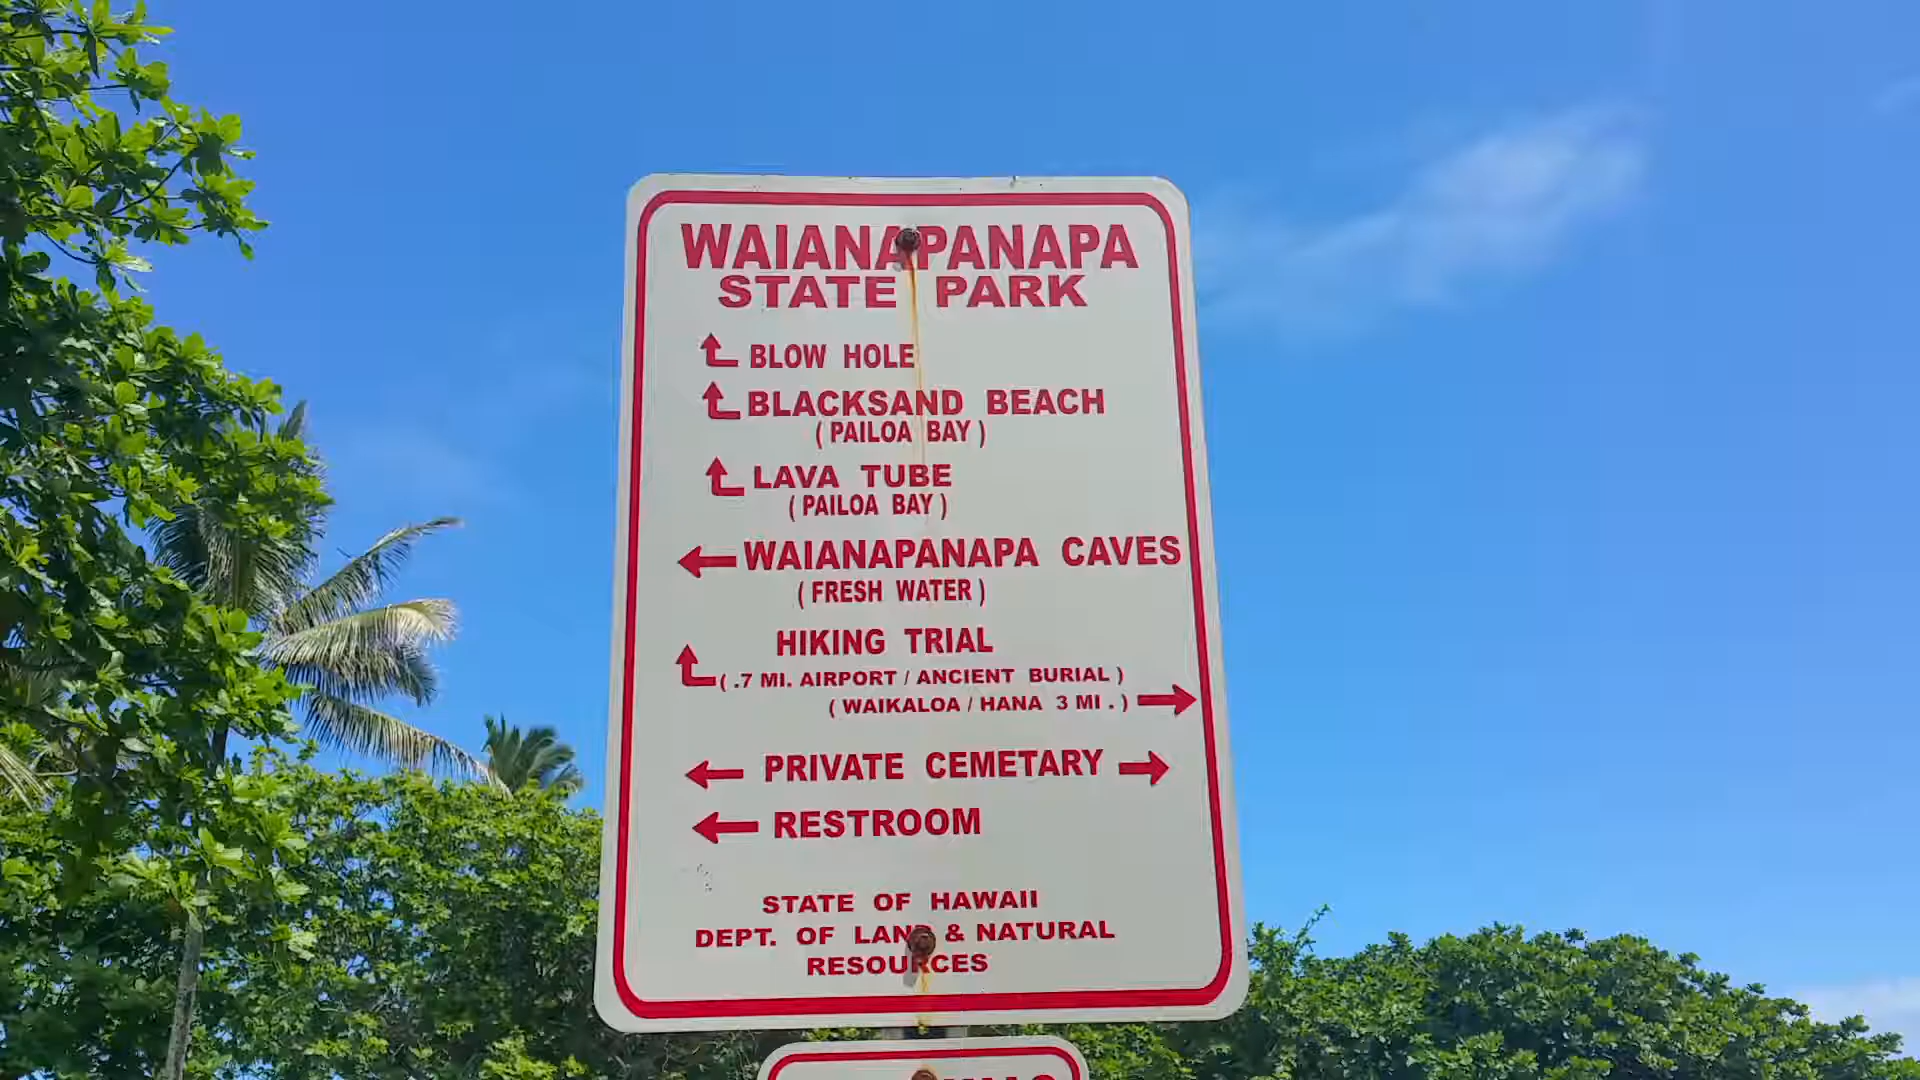 WAIANAPANAPA
STATE PARK
BLOW HOLE
BLACKSAND BEACH
( PAILOA BAY )
LAVA TUBE
( PAILOA BAY )
WAIANAPANAPA CAVES
( FRESH WATER )
HIKING TRIAL
( .7 MI. AIRPORT / ANCIENT BURIAL )
( WAIKALOA / HANA 3 MI . )
PRIVATE CEMETARY
RESTROOM
STATE OF HAWAII
DEPT. OF LAND & NATURAL
RESOURCES